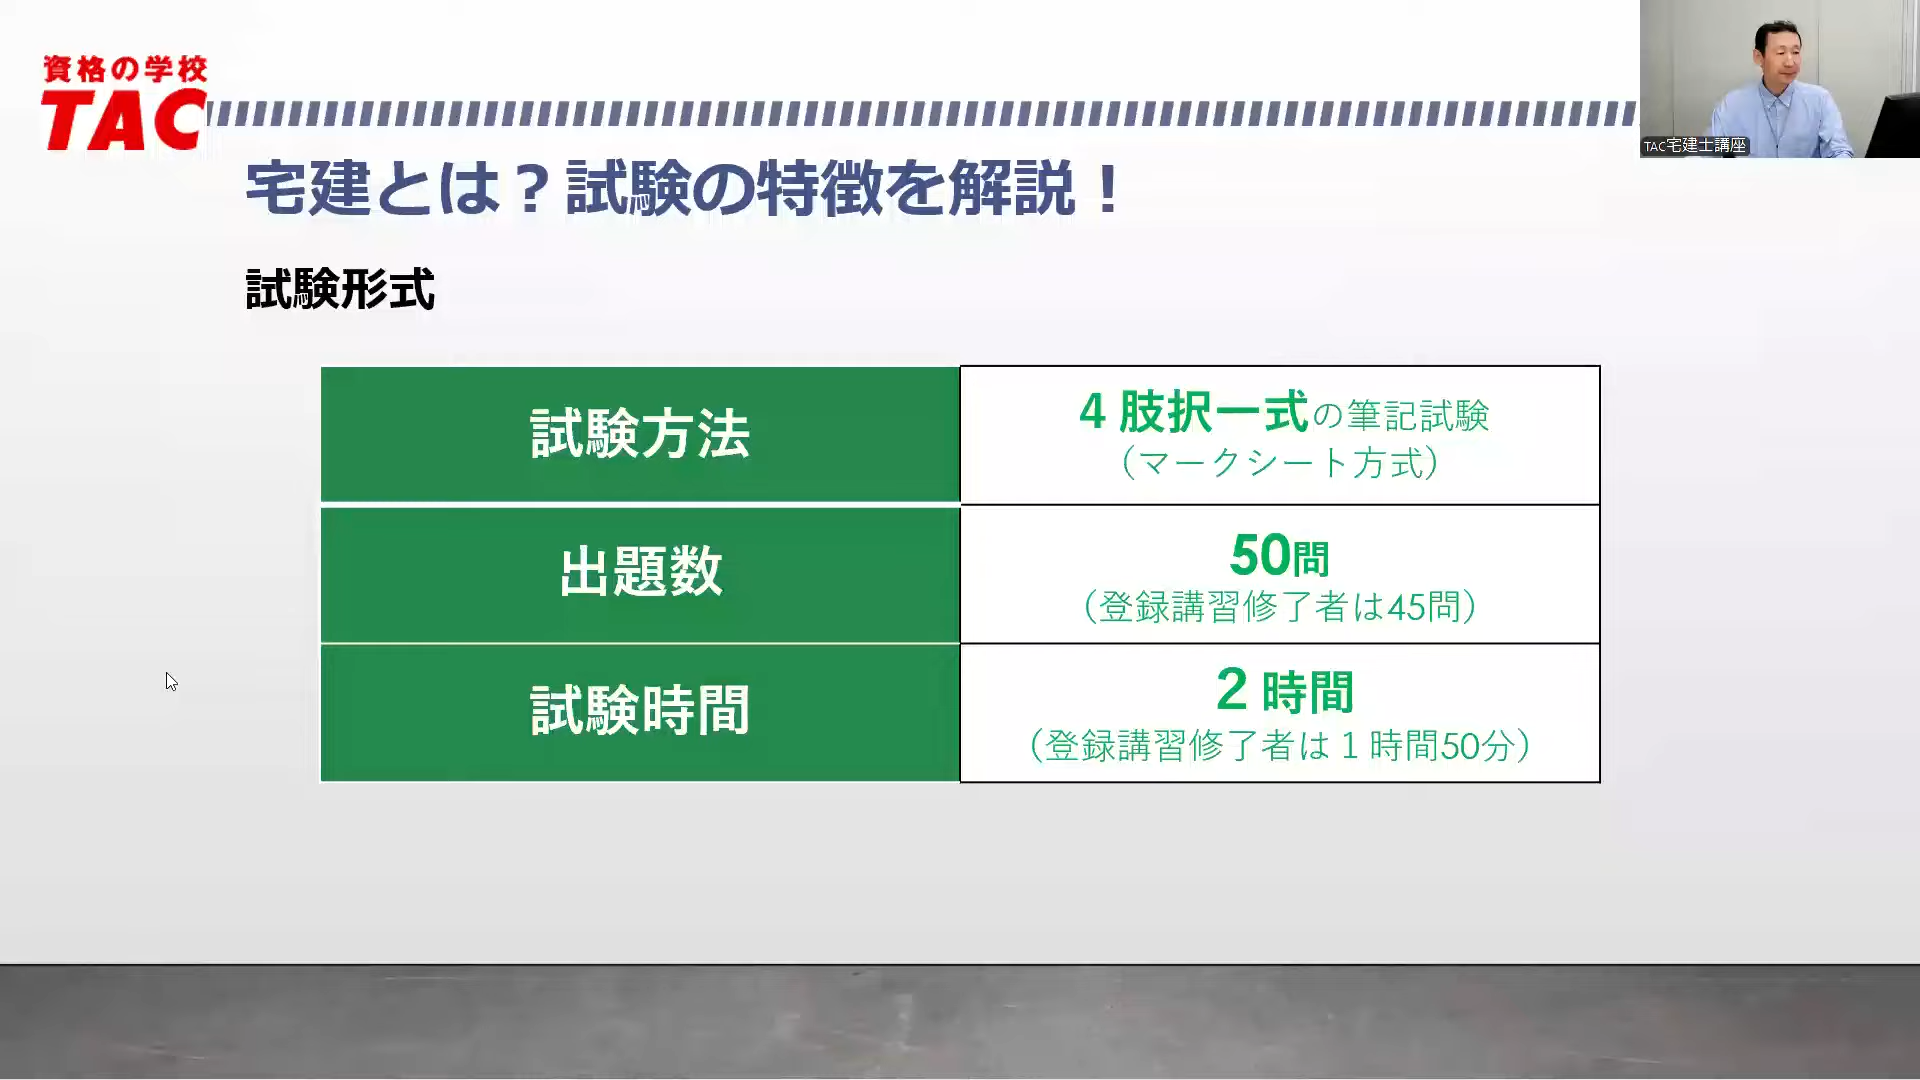 資格の学校
TAC
TAC宅建士講座
宅建とは？試験の特徴を解説！
試験形式
試験方法
4 肢択一式の筆記試験
（マークシート方式）
出題数
50問
（登録講習修了者は45問）
試験時間
2 時間
（登録講習修了者は１時間50分）